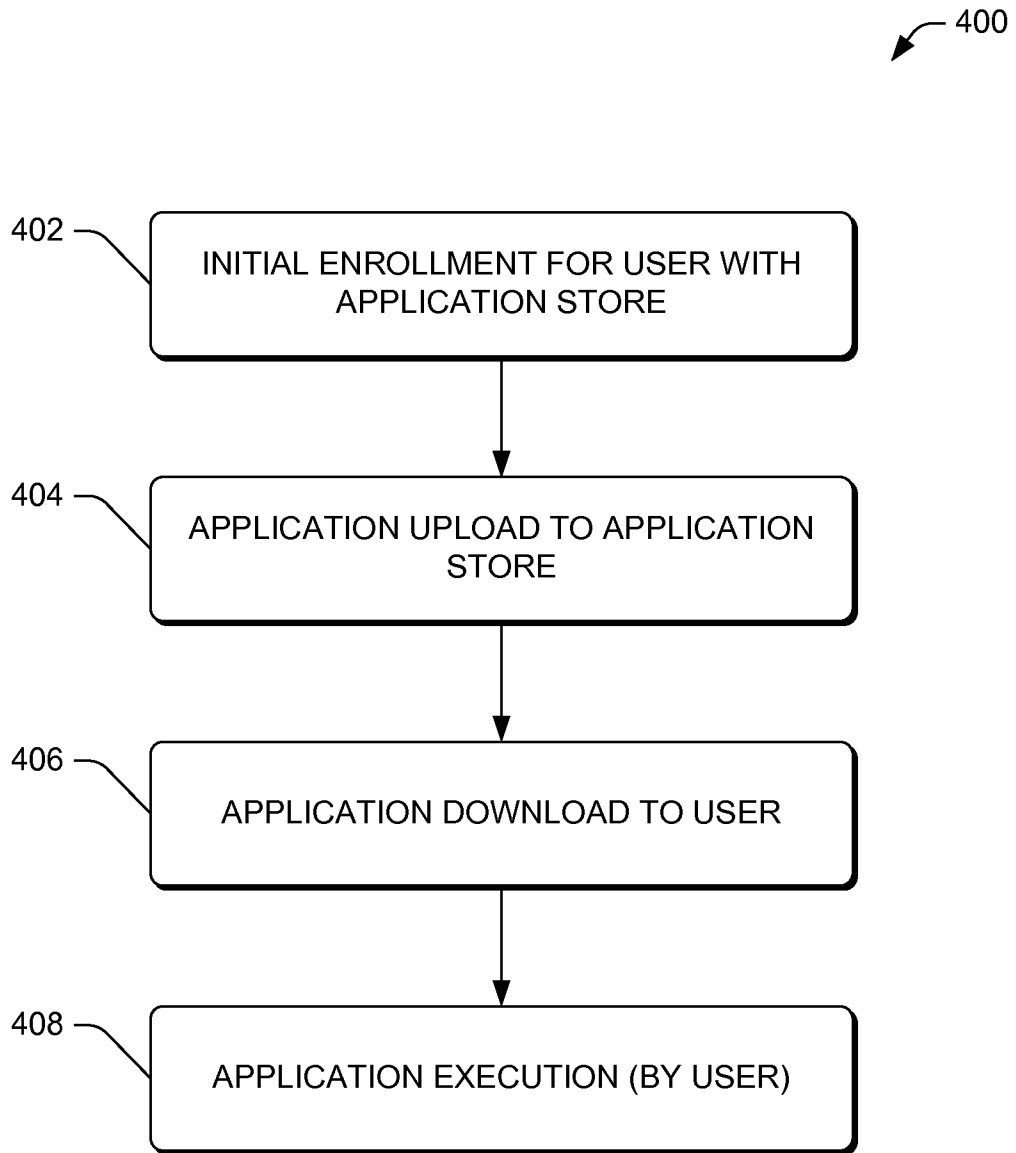 400
402
INITIAL ENROLLMENT FOR USER WITH
APPLICATION STORE
404
APPLICATION UPLOAD TO APPLICATION
STORE
406
APPLICATION DOWNLOAD TO USER
408
APPLICATION EXECUTION (BY USER)